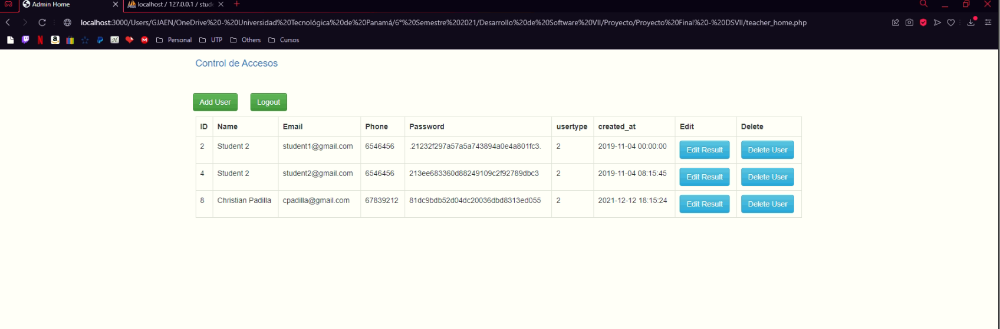 Admin Home
localhost / 127.0.0.1 / stude
localhost:3000/Users/GJAEN/OneDrive%20-%20Universidad%20Tecnológica%20de%20Panamá/6°%20Semestre%202021/Desarrollo%20de%20Software%20VII/Proyecto/Proyecto%20Final%20-%20DSVII/teacher_home.php
Personal UTP Others Cursos
Control de Accesos
Add User Logout
ID Name Email Phone Password usertype created_at Edit Delete
2 Student 2 student1@gmail.com 6546456 .21232f297a57a5a743894a0e4a801fc3. 2 2019-11-04 00:00:00 Edit Result Delete User
4 Student 2 student2@gmail.com 6546456 213ee683360d88249109c2f92789dbc3 2 2019-11-04 08:15:45 Edit Result Delete User
8 Christian Padilla cpadilla@gmail.com 67839212 81dc9bdb52d04dc20036dbd8313ed055 2 2021-12-12 18:15:24 Edit Result Delete User